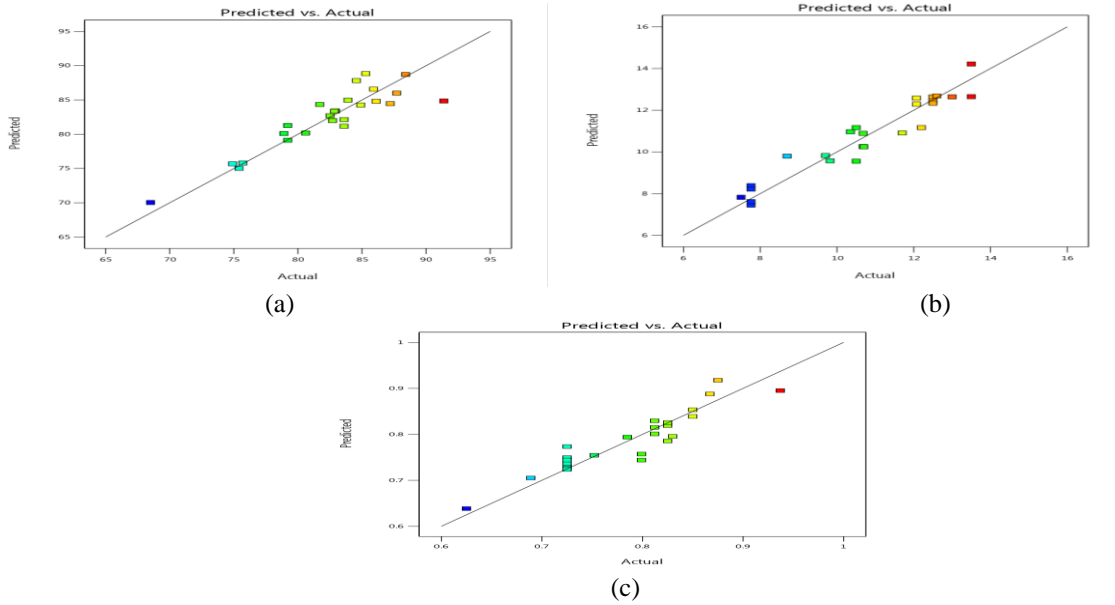 Predicted vs. Actual
95
90
85
80
75
70
65
Predicted
65 70 75 80 85 90 95
Actual
(a)
Predicted vs. Actual
16
14
12
10
8
6
Predicted
6 8 10 12 14 16
Actual
(b)
Predicted vs. Actual
1
0.9
0.8
0.7
0.6
Predicted
0.6 0.7 0.8 0.9 1
Actual
(c)